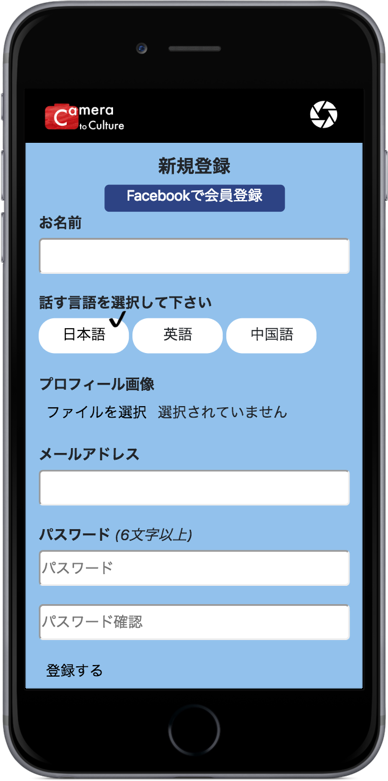 Camera
to Culture
新規登録
Facebookで会員登録
お名前
話す言語を選択して下さい
日本語 英語 中国語
プロフィール画像
ファイルを選択 選択されていません
メールアドレス
パスワード (6文字以上)
パスワード
パスワード確認
登録する